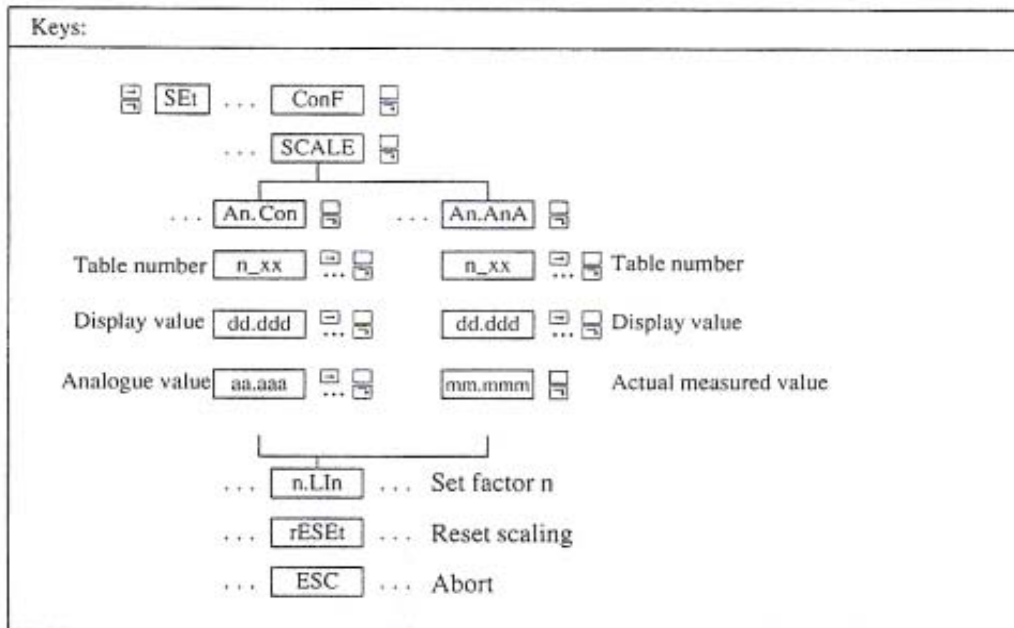 Keys:
SEt ... ConF
... SCALE
... An.Con ... An.AnA
Table number n_xx ... n_xx ... Table number
Display value dd.ddd ... dd.ddd ... Display value
Analogue value aa.aaa ... mm.mmm Actual measured value
... n.LIn ... Set factor n
... rESEt ... Reset scaling
... ESC ... Abort